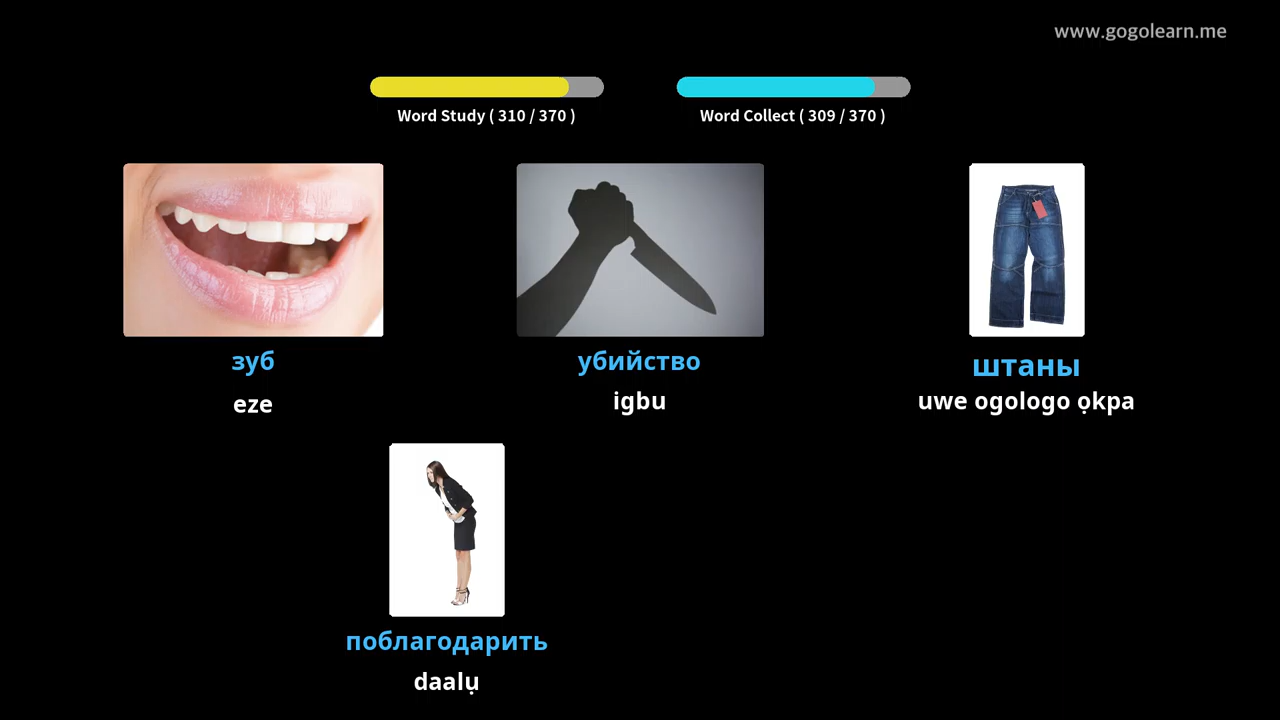 www.gogolearn.me
Word Study ( 310 / 370 )
Word Collect ( 309 / 370 )
зуб
eze
убийство
igbu
штаны
uwe ogologo ọkpa
поблагодарить
daalụ